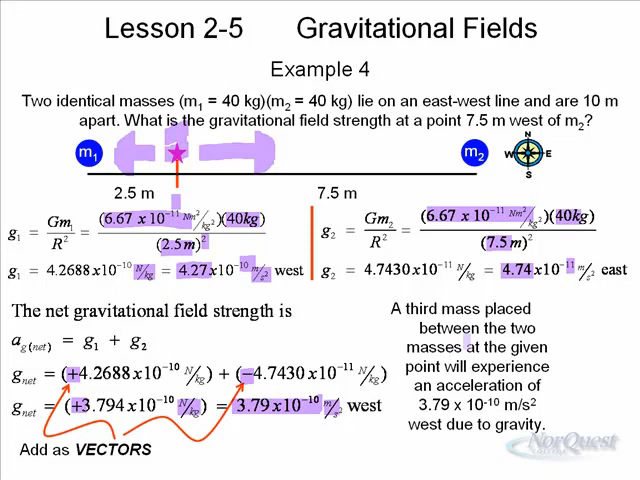 Lesson 2-5 Gravitational Fields
Example 4
Two identical masses (m₁ = 40 kg)(m₂ = 40 kg) lie on an east-west line and are 10 m
apart. What is the gravitational field strength at a point 7.5 m west of m₂?
N
m₁ m₂ W E
S
2.5 m 7.5 m
g₁ = Gm₁/R² = (6.67 x 10⁻¹¹ Nm²/kg²)(40kg)/(2.5 m)²
g₂ = Gm₂/R² = (6.67 x 10⁻¹¹ Nm²/kg²)(40kg)/(7.5 m)²
g₁ = 4.2688 x10⁻¹⁰ N/kg = 4.27 x10⁻¹⁰ m/s² west
g₂ = 4.7430 x10⁻¹¹ N/kg = 4.74 x10⁻¹¹ m/s² east
The net gravitational field strength is
a_g(net) = g₁ + g₂
g_net = (+4.2688 x10⁻¹⁰ N/kg) + (−4.7430 x10⁻¹¹ N/kg)
g_net = (+3.794 x10⁻¹⁰ N/kg) = 3.79 x10⁻¹⁰ m/s² west
Add as VECTORS
A third mass placed
between the two
masses at the given
point will experience
an acceleration of
3.79 x 10⁻¹⁰ m/s²
west due to gravity.
NorQuest
COLLEGE